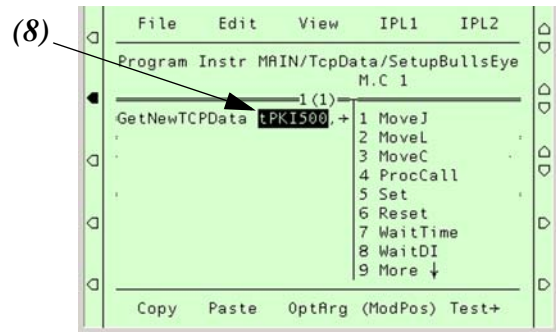 (8)
File Edit View IPL1 IPL2
Program Instr MAIN/TcpData/SetupBullsEye
M.C 1
1(1)
GetNewTCPData tPKI500,→
1 MoveJ
2 MoveL
3 MoveC
4 ProcCall
5 Set
6 Reset
7 WaitTime
8 WaitDI
9 More ↓
Copy Paste OptArg (ModPos) Test→